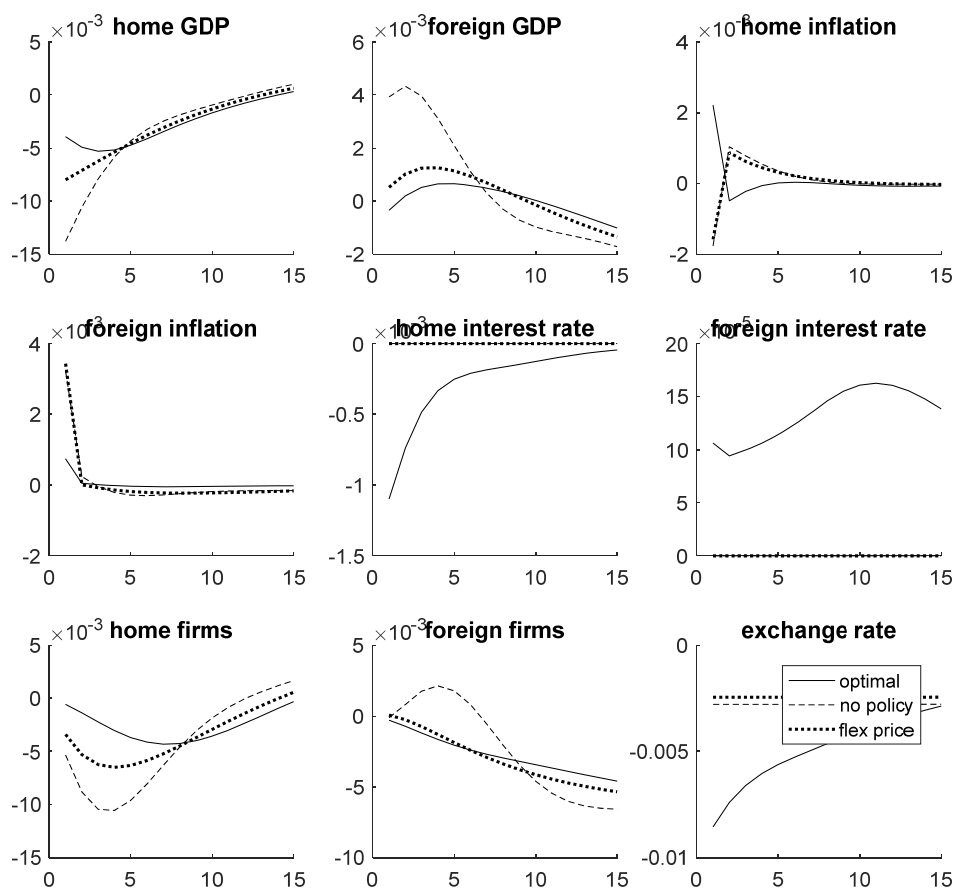 ×10⁻³ home GDP
5
0
-5
-10
-15
0 5 10 15
×10⁻³ foreign GDP
6
4
2
0
-2
0 5 10 15
×10⁻³ home inflation
4
2
0
-2
0 5 10 15
×10⁻³ foreign inflation
4
2
0
-2
0 5 10 15
×10⁻³ home interest rate
0
-0.5
-1
-1.5
0 5 10 15
×10⁻⁵ foreign interest rate
20
15
10
5
0
0 5 10 15
×10⁻³ home firms
5
0
-5
-10
-15
0 5 10 15
×10⁻³ foreign firms
5
0
-5
-10
0 5 10 15
exchange rate
0
-0.005
-0.01
0 5 10 15
optimal
no policy
flex price